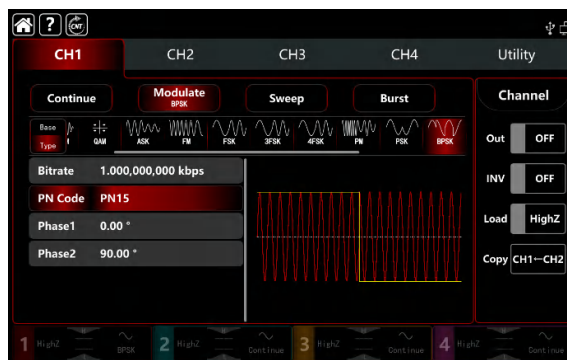 ? CNT
CH1 CH2 CH3 CH4 Utility
Continue Modulate Sweep Burst Channel
BPSK
Base
Type QAM ASK FM FSK 3FSK 4FSK PM PSK BPSK
Out OFF
Bitrate 1.000,000,000 kbps
INV OFF
PN Code PN15
Phase1 0.00 °
Load HighZ
Phase2 90.00 °
Copy CH1←CH2
1 HighZ BPSK 2 HighZ Continue 3 HighZ Continue 4 HighZ